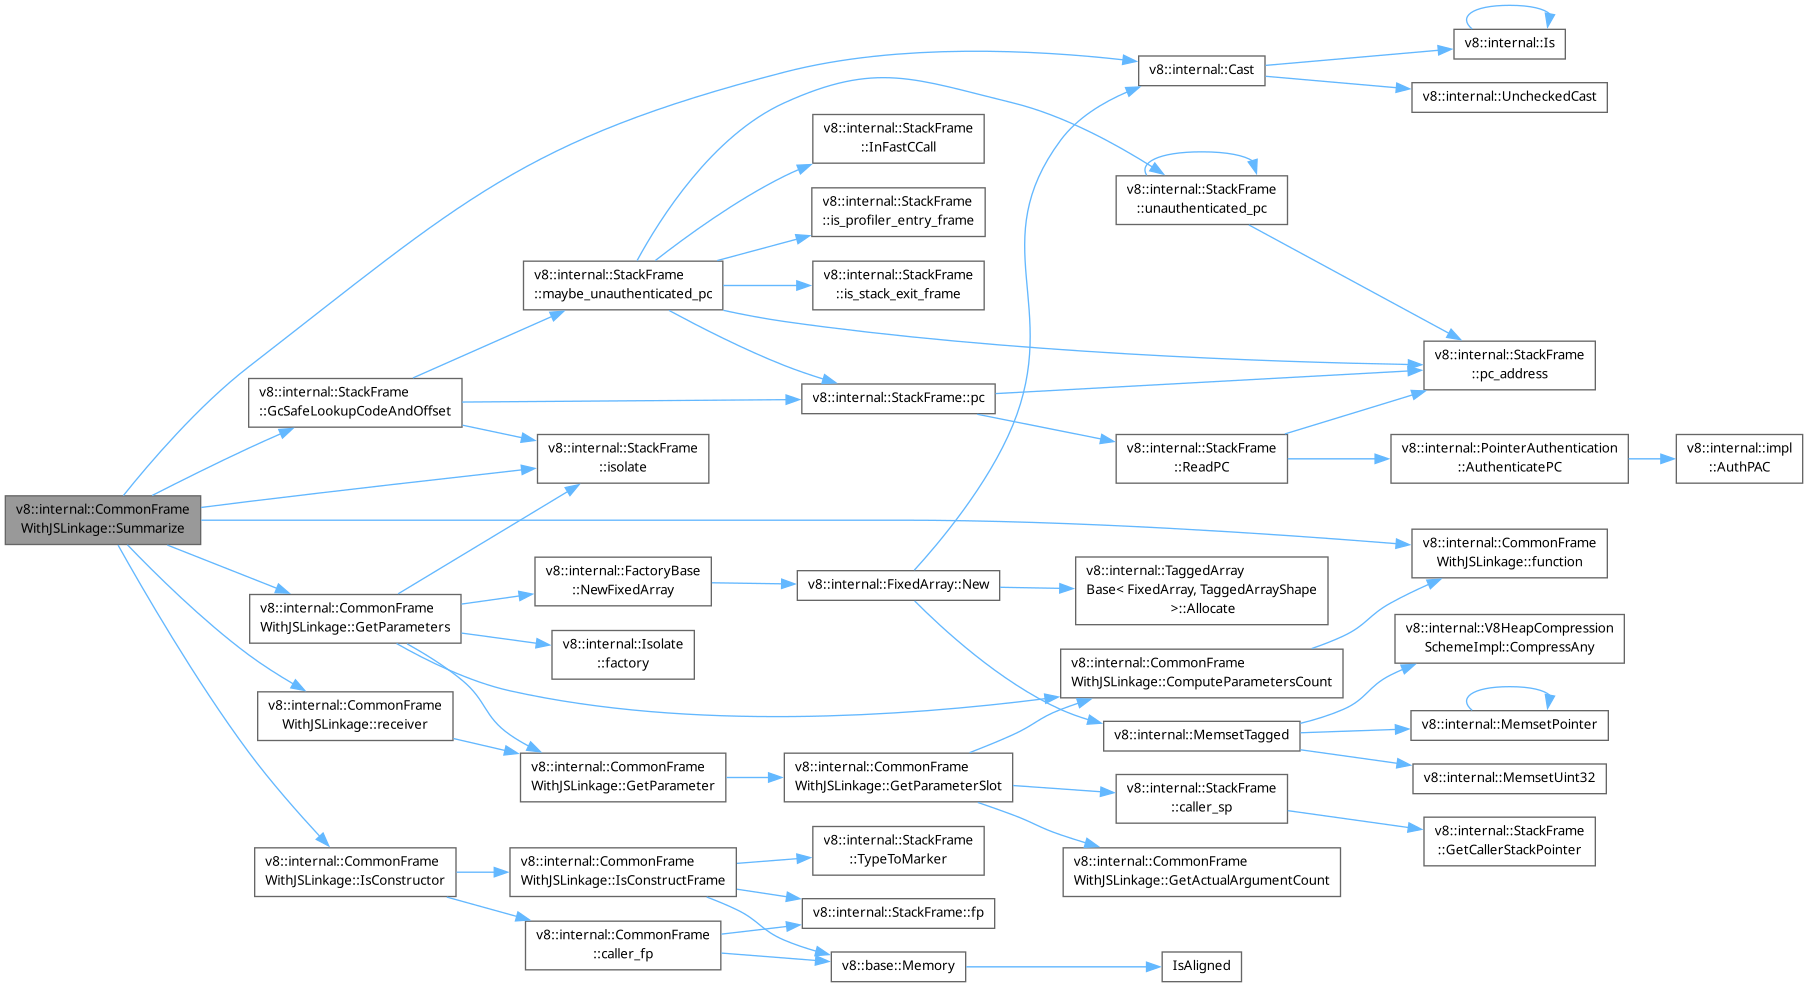 v8::internal::CommonFrame
WithJSLinkage::Summarize
v8::internal::StackFrame
::GcSafeLookupCodeAndOffset
v8::internal::CommonFrame
WithJSLinkage::GetParameters
v8::internal::CommonFrame
WithJSLinkage::receiver
v8::internal::CommonFrame
WithJSLinkage::IsConstructor
v8::internal::StackFrame
::maybe_unauthenticated_pc
v8::internal::StackFrame
::isolate
v8::internal::FactoryBase
::NewFixedArray
v8::internal::Isolate
::factory
v8::internal::CommonFrame
WithJSLinkage::GetParameter
v8::internal::CommonFrame
WithJSLinkage::IsConstructFrame
v8::internal::CommonFrame
::caller_fp
v8::internal::StackFrame
::InFastCCall
v8::internal::StackFrame
::is_profiler_entry_frame
v8::internal::StackFrame
::is_stack_exit_frame
v8::internal::StackFrame::pc
v8::internal::FixedArray::New
v8::internal::CommonFrame
WithJSLinkage::GetParameterSlot
v8::internal::StackFrame
::TypeToMarker
v8::internal::StackFrame::fp
v8::base::Memory
v8::internal::Cast
v8::internal::StackFrame
::unauthenticated_pc
v8::internal::StackFrame
::ReadPC
v8::internal::TaggedArray
Base< FixedArray, TaggedArrayShape
>::Allocate
v8::internal::CommonFrame
WithJSLinkage::ComputeParametersCount
v8::internal::MemsetTagged
v8::internal::StackFrame
::caller_sp
v8::internal::CommonFrame
WithJSLinkage::GetActualArgumentCount
IsAligned
v8::internal::Is
v8::internal::UncheckedCast
v8::internal::StackFrame
::pc_address
v8::internal::PointerAuthentication
::AuthenticatePC
v8::internal::CommonFrame
WithJSLinkage::function
v8::internal::V8HeapCompression
SchemeImpl::CompressAny
v8::internal::MemsetPointer
v8::internal::MemsetUint32
v8::internal::StackFrame
::GetCallerStackPointer
v8::internal::impl
::AuthPAC